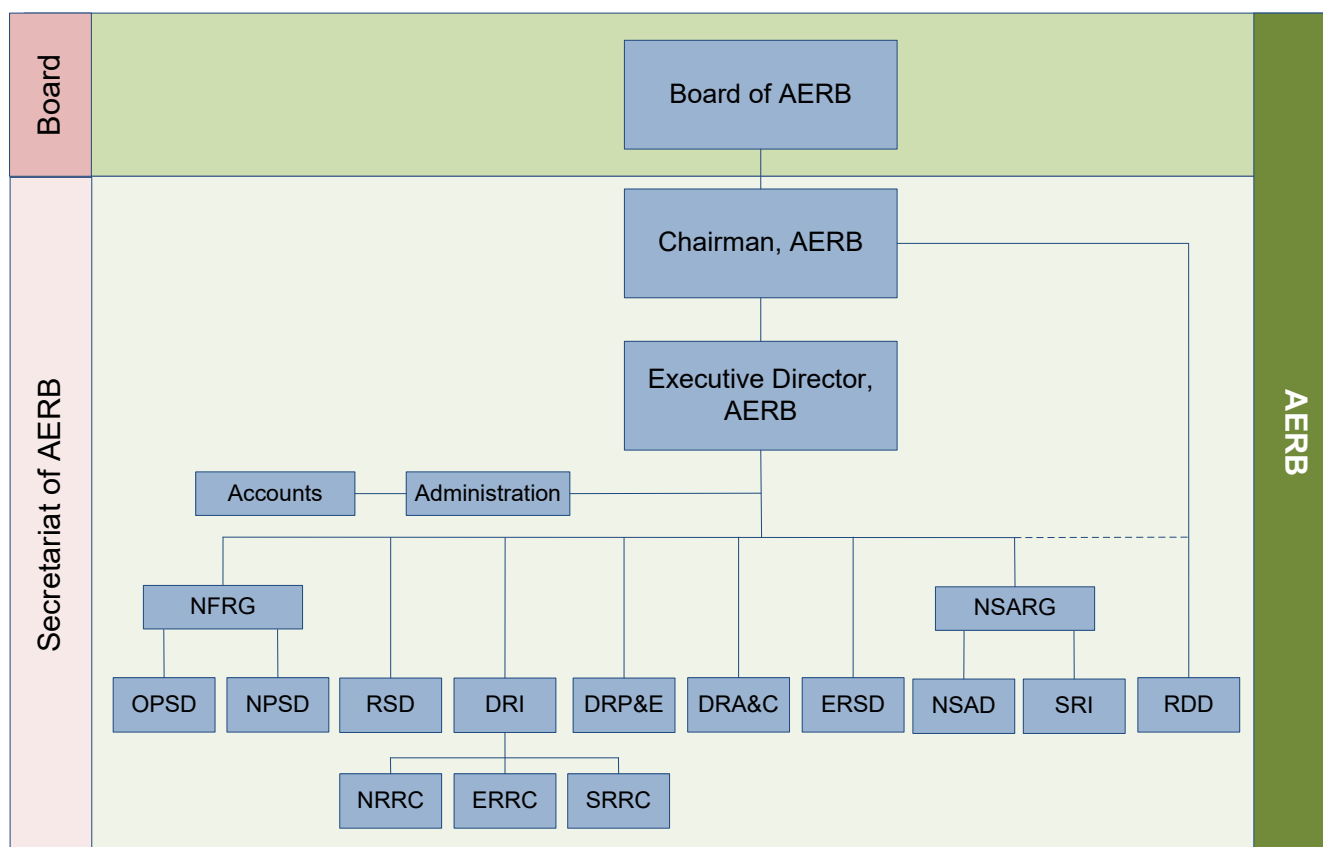 Board
Board of AERB
AERB
Secretariat of AERB
Chairman, AERB
Executive Director,
AERB
Accounts
Administration
NFRG
NSARG
OPSD
NPSD
RSD
DRI
DRP&E
DRA&C
ERSD
NSAD
SRI
RDD
NRRC
ERRC
SRRC